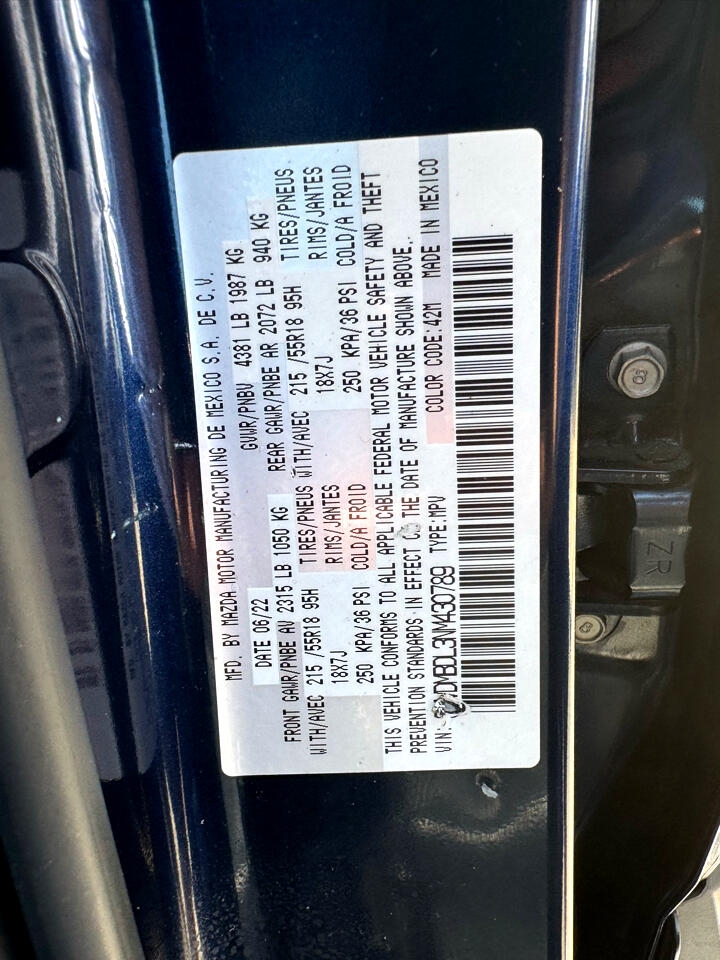 MFD. BY MAZDA MOTOR MANUFACTURING DE MEXICO S.A. DE C.V.
DATE 06/22 GVWR/PNBV 4381 LB 1987 KG
FRONT GAWR/PNBE AV 2315 LB 1050 KG REAR GAWR/PNBE AR 2072 LB 940 KG
WITH/AVEC 215 /55R18 95H TIRES/PNEUS WITH/AVEC 215 /55R18 95H TIRES/PNEUS
18X7J RIMS/JANTES 18X7J RIMS/JANTES
250 KPA/36 PSI COLD/A FROID 250 KPA/36 PSI COLD/A FROID
THIS VEHICLE CONFORMS TO ALL APPLICABLE FEDERAL MOTOR VEHICLE SAFETY AND THEFT
PREVENTION STANDARDS IN EFFECT ON THE DATE OF MANUFACTURE SHOWN ABOVE.
VIN: TYPE:MPV COLOR CODE:42M MADE IN MEXICO
ZR
8